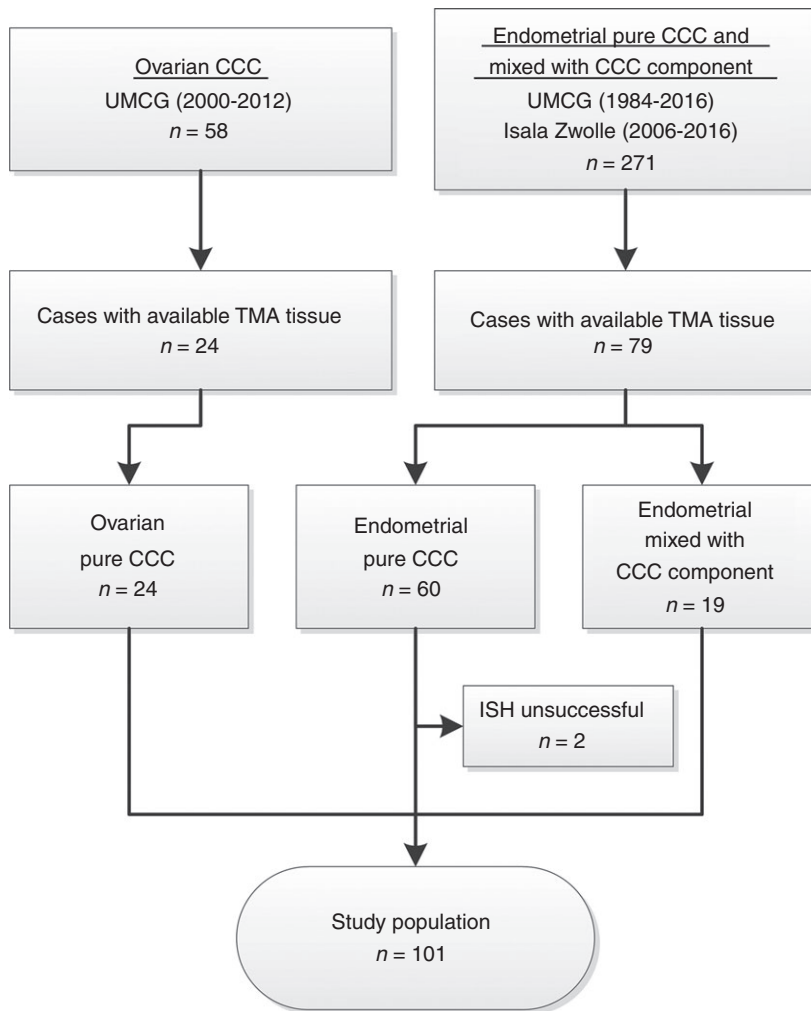 Ovarian CCC
UMCG (2000-2012)
n = 58
Endometrial pure CCC and
mixed with CCC component
UMCG (1984-2016)
Isala Zwolle (2006-2016)
n = 271
Cases with available TMA tissue
n = 24
Cases with available TMA tissue
n = 79
Ovarian
pure CCC
n = 24
Endometrial
pure CCC
n = 60
Endometrial
mixed with
CCC component
n = 19
ISH unsuccessful
n = 2
Study population
n = 101